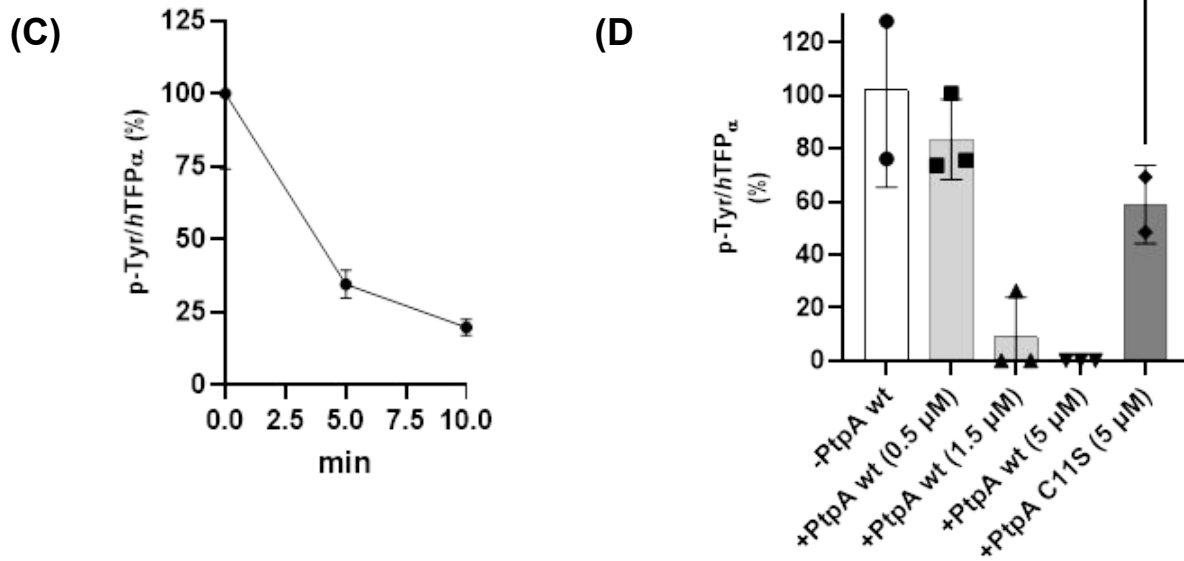 (C)
125
100
75
50
25
0
p-Tyr/hTFPα (%)
0.0 2.5 5.0 7.5 10.0
min
(D
120
100
80
60
40
20
0
p-Tyr/hTFPα
(%)
-PtpA wt
+PtpA wt (0.5 µM)
+PtpA wt (1.5 µM)
+PtpA wt (5 µM)
+PtpA C11S (5 µM)